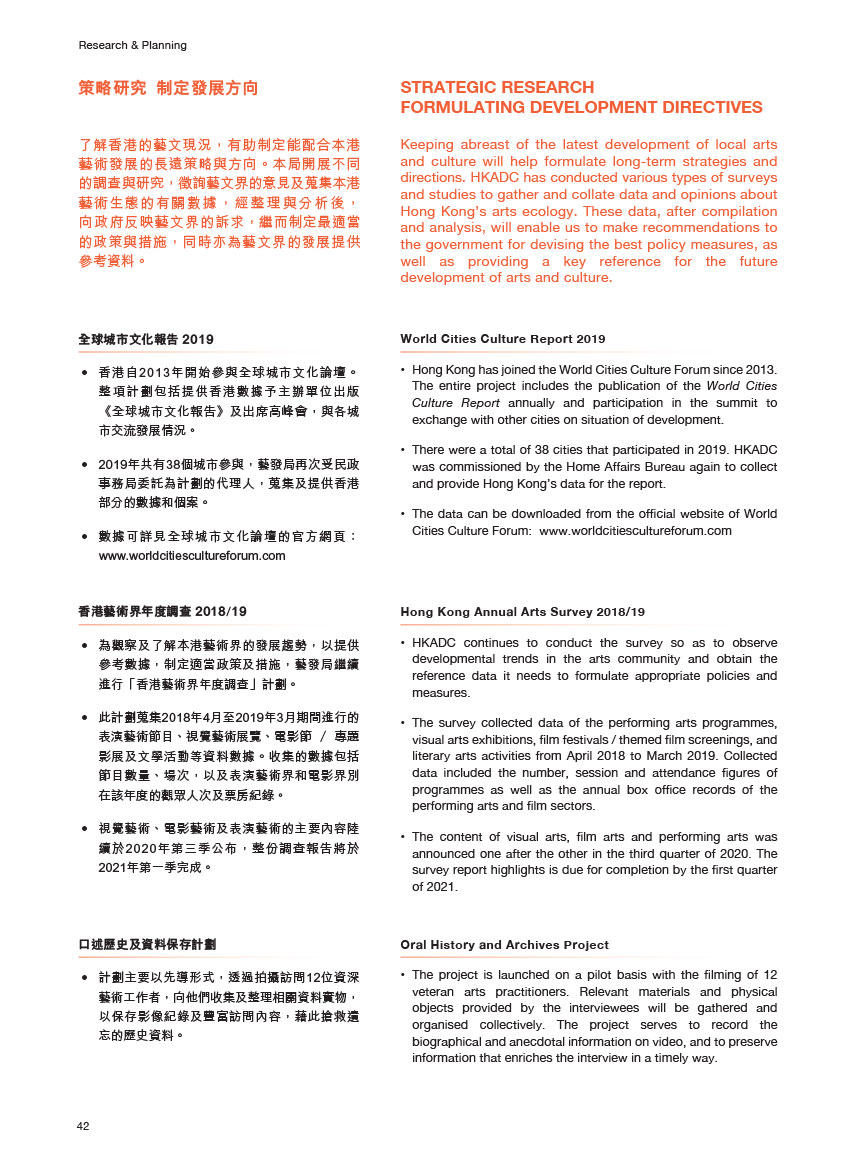 Research & Planning
策略研究 制定發展方向
了解香港的藝文現況，有助制定能配合本港
藝術發展的長遠策略與方向。本局開展不同
的調查與研究，徵詢藝文界的意見及蒐集本港
藝術生態的有關數據，經整理與分析後，
向政府反映藝文界的訴求，繼而制定最適當
的政策與措施，同時亦為藝文界的發展提供
參考資料。
STRATEGIC RESEARCH
FORMULATING DEVELOPMENT DIRECTIVES
Keeping abreast of the latest development of local arts
and culture will help formulate long-term strategies and
directions. HKADC has conducted various types of surveys
and studies to gather and collate data and opinions about
Hong Kong's arts ecology. These data, after compilation
and analysis, will enable us to make recommendations to
the government for devising the best policy measures, as
well as providing a key reference for the future
development of arts and culture.
全球城市文化報告 2019
• 香港自2013年開始參與全球城市文化論壇。
整項計劃包括提供香港數據予主辦單位出版
《全球城市文化報告》及出席高峰會，與各城
市交流發展情況。
• 2019年共有38個城市參與，藝發局再次受民政
事務局委託為計劃的代理人，蒐集及提供香港
部分的數據和個案。
• 數據可詳見全球城市文化論壇的官方網頁：
www.worldcitiescultureforum.com
World Cities Culture Report 2019
• Hong Kong has joined the World Cities Culture Forum since 2013.
The entire project includes the publication of the World Cities
Culture Report annually and participation in the summit to
exchange with other cities on situation of development.
• There were a total of 38 cities that participated in 2019. HKADC
was commissioned by the Home Affairs Bureau again to collect
and provide Hong Kong's data for the report.
• The data can be downloaded from the official website of World
Cities Culture Forum: www.worldcitiescultureforum.com
香港藝術界年度調查 2018/19
• 為觀察及了解本港藝術界的發展趨勢，以提供
參考數據，制定適當政策及措施，藝發局繼續
進行「香港藝術界年度調查」計劃。
• 此計劃蒐集2018年4月至2019年3月期間進行的
表演藝術節目、視覺藝術展覽、電影節 / 專題
影展及文學活動等資料數據。收集的數據包括
節目數量、場次，以及表演藝術界和電影界別
在該年度的觀眾人次及票房紀錄。
• 視覺藝術、電影藝術及表演藝術的主要內容陸
續於2020年第三季公布，整份調查報告將於
2021年第一季完成。
Hong Kong Annual Arts Survey 2018/19
• HKADC continues to conduct the survey so as to observe
developmental trends in the arts community and obtain the
reference data it needs to formulate appropriate policies and
measures.
• The survey collected data of the performing arts programmes,
visual arts exhibitions, film festivals / themed film screenings, and
literary arts activities from April 2018 to March 2019. Collected
data included the number, session and attendance figures of
programmes as well as the annual box office records of the
performing arts and film sectors.
• The content of visual arts, film arts and performing arts was
announced one after the other in the third quarter of 2020. The
survey report highlights is due for completion by the first quarter
of 2021.
口述歷史及資料保存計劃
• 計劃主要以先導形式，透過拍攝訪問12位資深
藝術工作者，向他們收集及整理相關資料實物，
以保存影像紀錄及豐富訪問內容，藉此搶救遺
忘的歷史資料。
Oral History and Archives Project
• The project is launched on a pilot basis with the filming of 12
veteran arts practitioners. Relevant materials and physical
objects provided by the interviewees will be gathered and
organised collectively. The project serves to record the
biographical and anecdotal information on video, and to preserve
information that enriches the interview in a timely way.
42